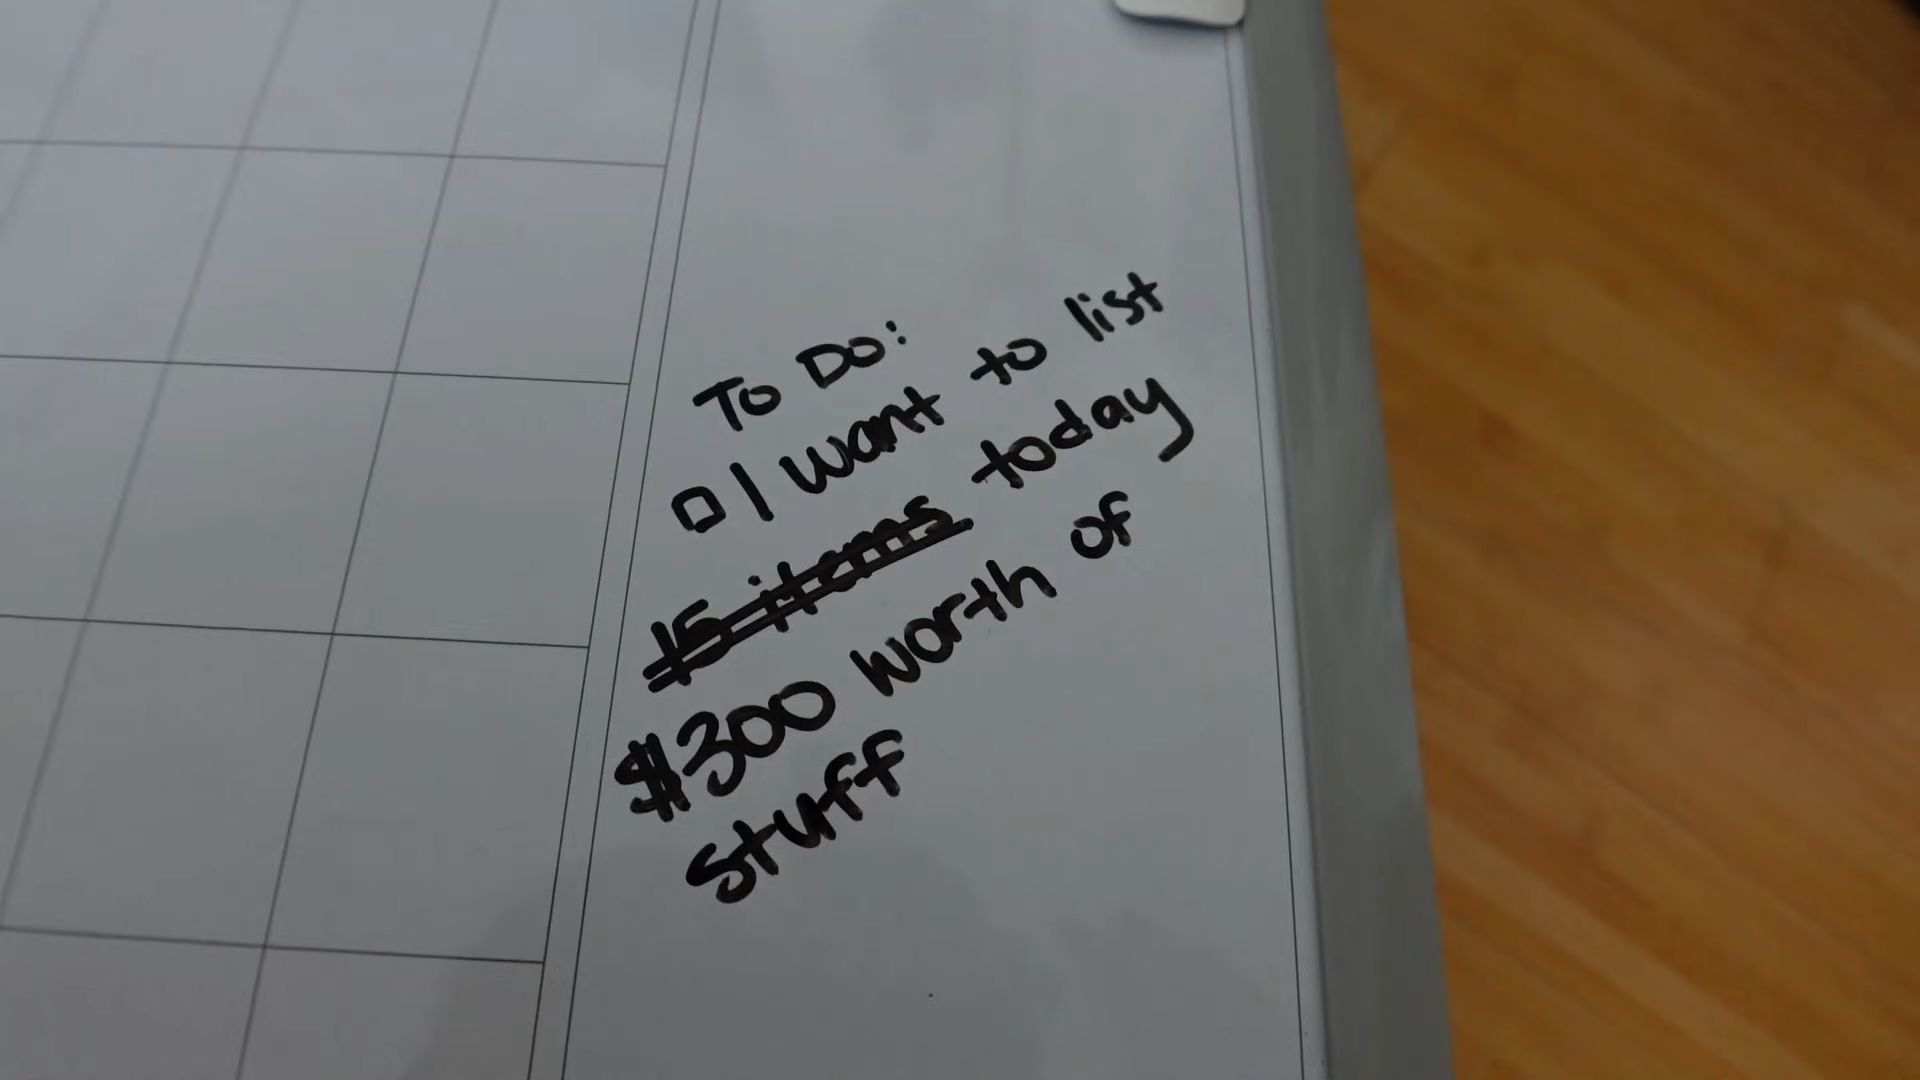 To Do:
I want to list
15 items today
$300 worth of
stuff